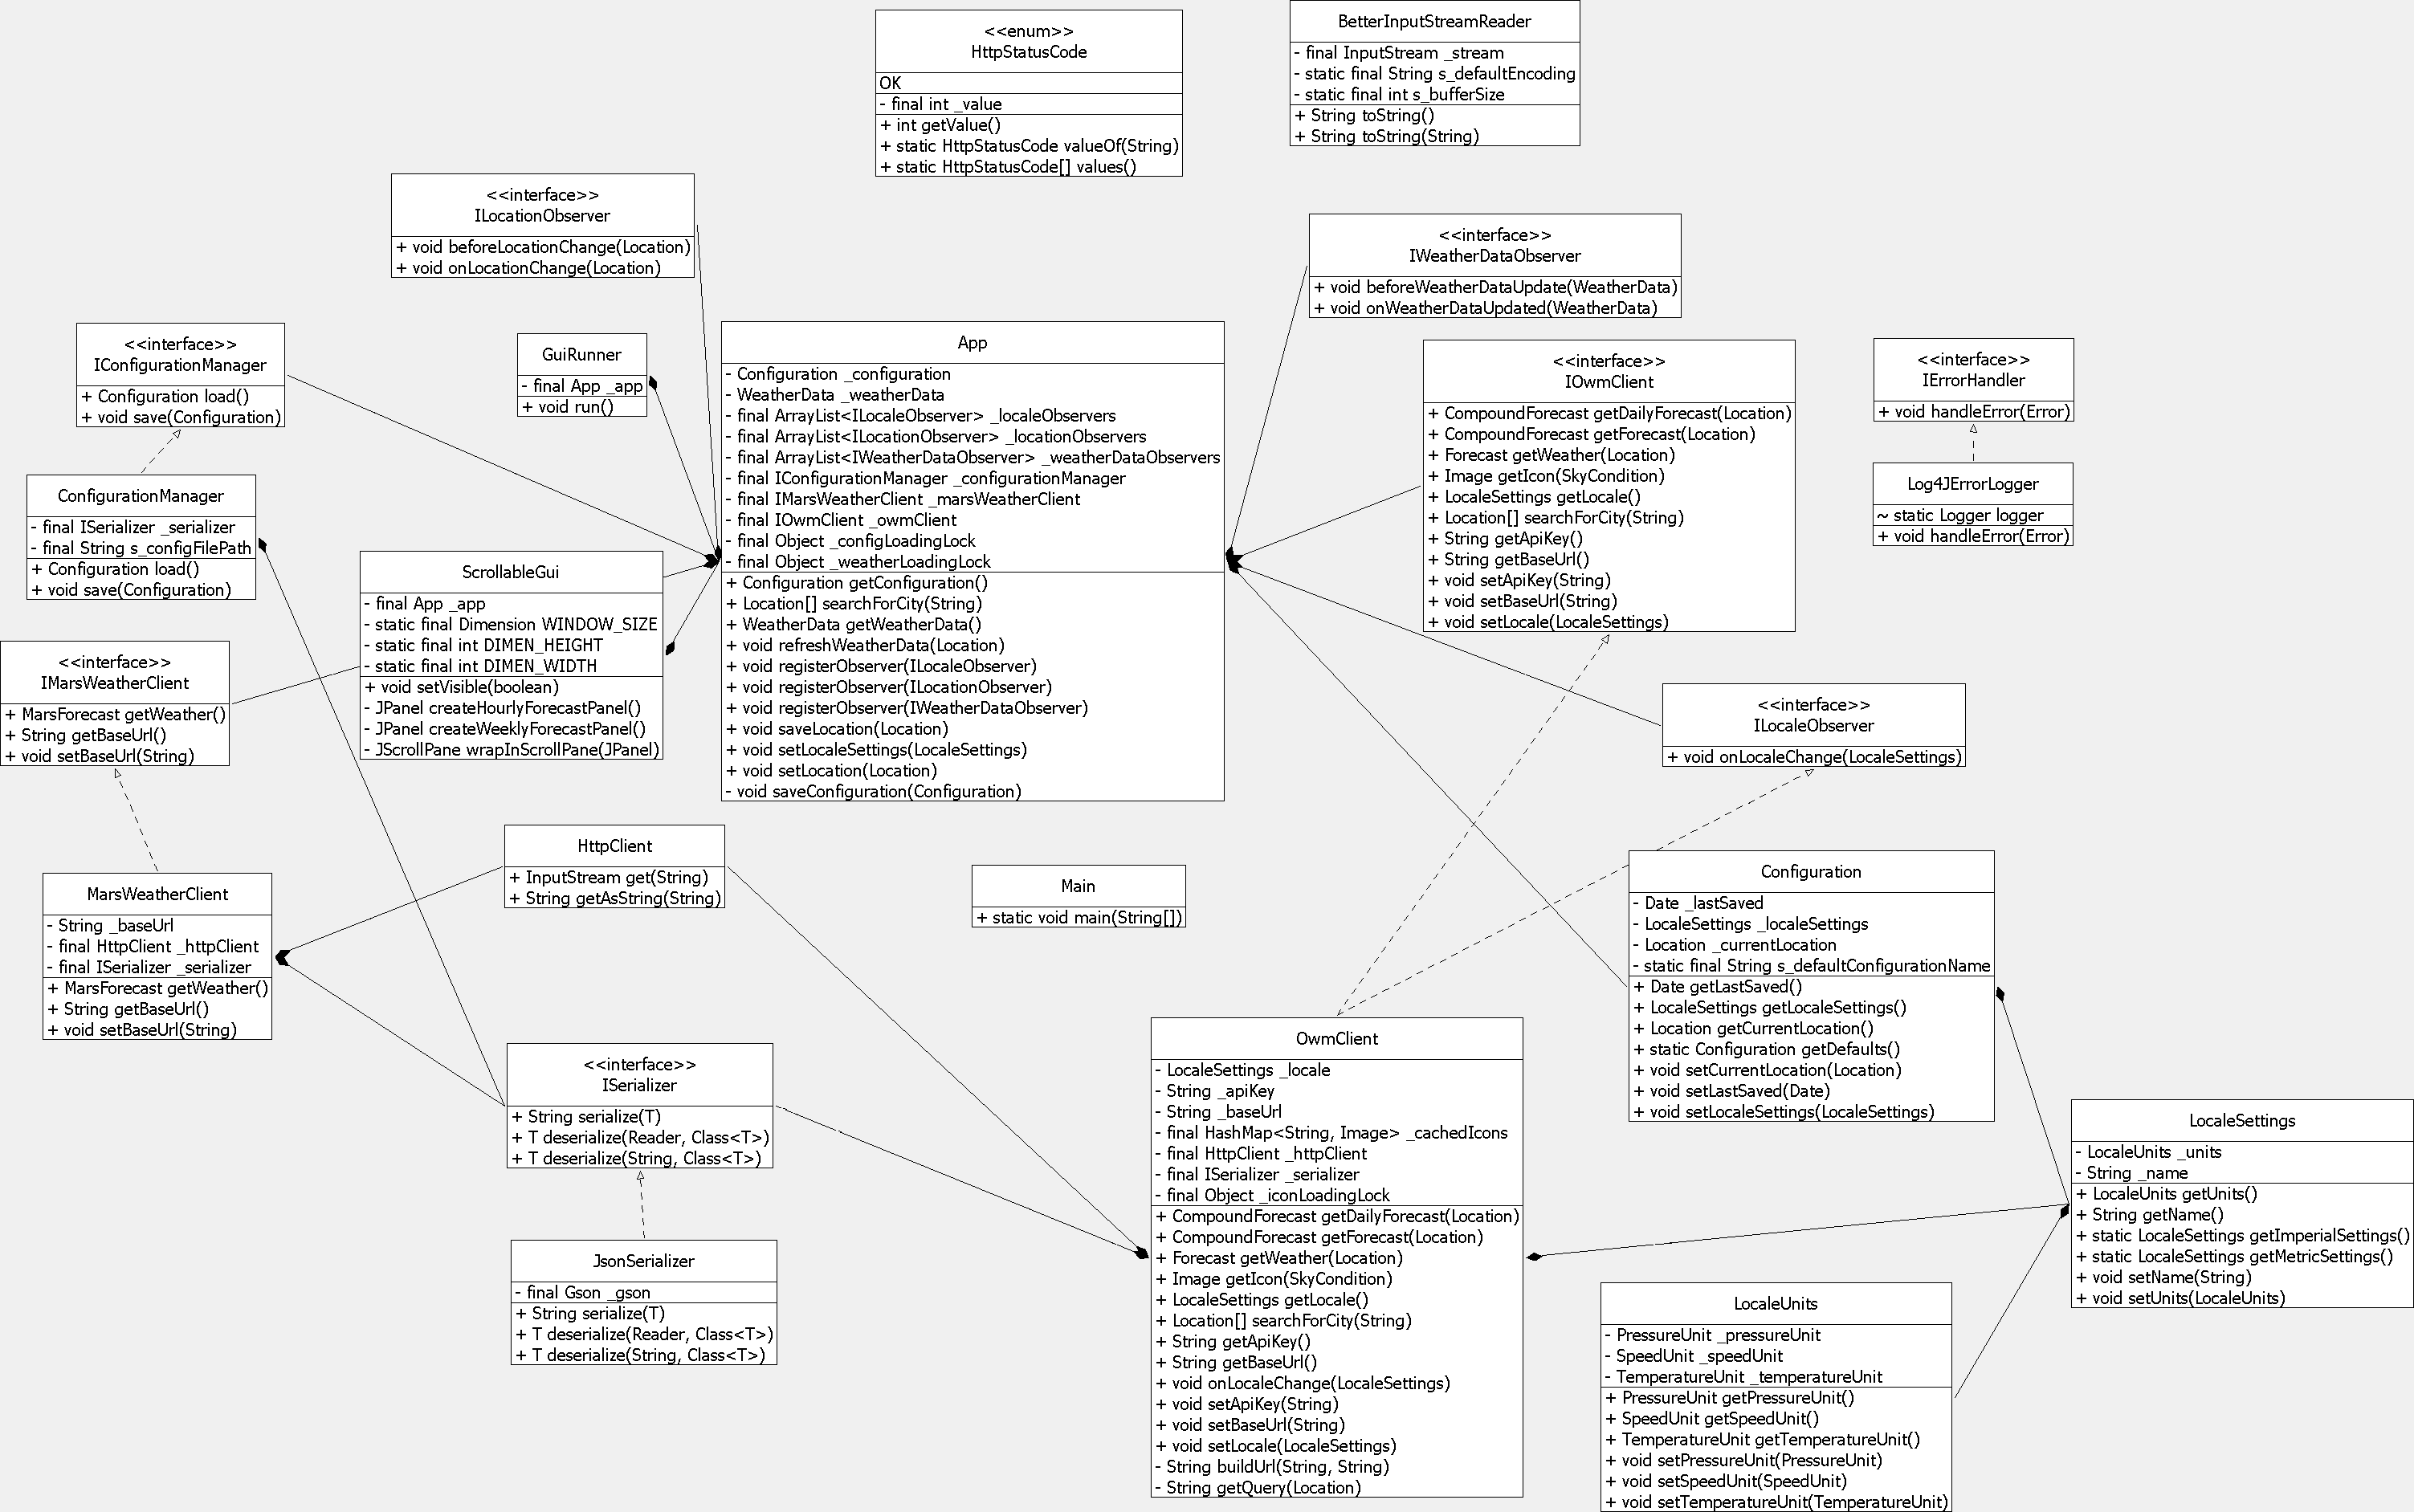 <<enum>>
HttpStatusCode
OK
- final int _value
+ int getValue()
+ static HttpStatusCode valueOf(String)
+ static HttpStatusCode[] values()
BetterInputStreamReader
- final InputStream _stream
- static final String s_defaultEncoding
- static final int s_bufferSize
+ String toString()
+ String toString(String)
<<interface>>
ILocationObserver
+ void beforeLocationChange(Location)
+ void onLocationChange(Location)
<<interface>>
IWeatherDataObserver
+ void beforeWeatherDataUpdate(WeatherData)
+ void onWeatherDataUpdated(WeatherData)
<<interface>>
IConfigurationManager
+ Configuration load()
+ void save(Configuration)
GuiRunner
- final App _app
+ void run()
App
- Configuration _configuration
- WeatherData _weatherData
- final ArrayList<ILocaleObserver> _localeObservers
- final ArrayList<ILocationObserver> _locationObservers
- final ArrayList<IWeatherDataObserver> _weatherDataObservers
- final IConfigurationManager _configurationManager
- final IMarsWeatherClient _marsWeatherClient
- final IOwmClient _owmClient
- final Object _configLoadingLock
- final Object _weatherLoadingLock
+ Configuration getConfiguration()
+ Location[] searchForCity(String)
+ WeatherData getWeatherData()
+ void refreshWeatherData(Location)
+ void registerObserver(ILocaleObserver)
+ void registerObserver(ILocationObserver)
+ void registerObserver(IWeatherDataObserver)
+ void saveLocation(Location)
+ void setLocaleSettings(LocaleSettings)
+ void setLocation(Location)
- void saveConfiguration(Configuration)
<<interface>>
IOwmClient
+ CompoundForecast getDailyForecast(Location)
+ CompoundForecast getForecast(Location)
+ Forecast getWeather(Location)
+ Image getIcon(SkyCondition)
+ LocaleSettings getLocale()
+ Location[] searchForCity(String)
+ String getApiKey()
+ String getBaseUrl()
+ void setApiKey(String)
+ void setBaseUrl(String)
+ void setLocale(LocaleSettings)
<<interface>>
IErrorHandler
+ void handleError(Error)
Log4JErrorLogger
~ static Logger logger
+ void handleError(Error)
ConfigurationManager
- final ISerializer _serializer
- final String s_configFilePath
+ Configuration load()
+ void save(Configuration)
ScrollableGui
- final App _app
- static final Dimension WINDOW_SIZE
- static final int DIMEN_HEIGHT
- static final int DIMEN_WIDTH
+ void setVisible(boolean)
- JPanel createHourlyForecastPanel()
- JPanel createWeeklyForecastPanel()
- JScrollPane wrapInScrollPane(JPanel)
<<interface>>
IMarsWeatherClient
+ MarsForecast getWeather()
+ String getBaseUrl()
+ void setBaseUrl(String)
<<interface>>
ILocaleObserver
+ void onLocaleChange(LocaleSettings)
HttpClient
+ InputStream get(String)
+ String getAsString(String)
Main
+ static void main(String[])
Configuration
- Date _lastSaved
- LocaleSettings _localeSettings
- Location _currentLocation
- static final String s_defaultConfigurationName
+ Date getLastSaved()
+ LocaleSettings getLocaleSettings()
+ Location getCurrentLocation()
+ static Configuration getDefaults()
+ void setCurrentLocation(Location)
+ void setLastSaved(Date)
+ void setLocaleSettings(LocaleSettings)
MarsWeatherClient
- String _baseUrl
- final HttpClient _httpClient
- final ISerializer _serializer
+ MarsForecast getWeather()
+ String getBaseUrl()
+ void setBaseUrl(String)
<<interface>>
ISerializer
+ String serialize(T)
+ T deserialize(Reader, Class<T>)
+ T deserialize(String, Class<T>)
OwmClient
- LocaleSettings _locale
- String _apiKey
- String _baseUrl
- final HashMap<String, Image> _cachedIcons
- final HttpClient _httpClient
- final ISerializer _serializer
- final Object _iconLoadingLock
+ CompoundForecast getDailyForecast(Location)
+ CompoundForecast getForecast(Location)
+ Forecast getWeather(Location)
+ Image getIcon(SkyCondition)
+ LocaleSettings getLocale()
+ Location[] searchForCity(String)
+ String getApiKey()
+ String getBaseUrl()
+ void onLocaleChange(LocaleSettings)
+ void setApiKey(String)
+ void setBaseUrl(String)
+ void setLocale(LocaleSettings)
- String buildUrl(String, String)
- String getQuery(Location)
LocaleSettings
- LocaleUnits _units
- String _name
+ LocaleUnits getUnits()
+ String getName()
+ static LocaleSettings getImperialSettings()
+ static LocaleSettings getMetricSettings()
+ void setName(String)
+ void setUnits(LocaleUnits)
JsonSerializer
- final Gson _gson
+ String serialize(T)
+ T deserialize(Reader, Class<T>)
+ T deserialize(String, Class<T>)
LocaleUnits
- PressureUnit _pressureUnit
- SpeedUnit _speedUnit
- TemperatureUnit _temperatureUnit
+ PressureUnit getPressureUnit()
+ SpeedUnit getSpeedUnit()
+ TemperatureUnit getTemperatureUnit()
+ void setPressureUnit(PressureUnit)
+ void setSpeedUnit(SpeedUnit)
+ void setTemperatureUnit(TemperatureUnit)